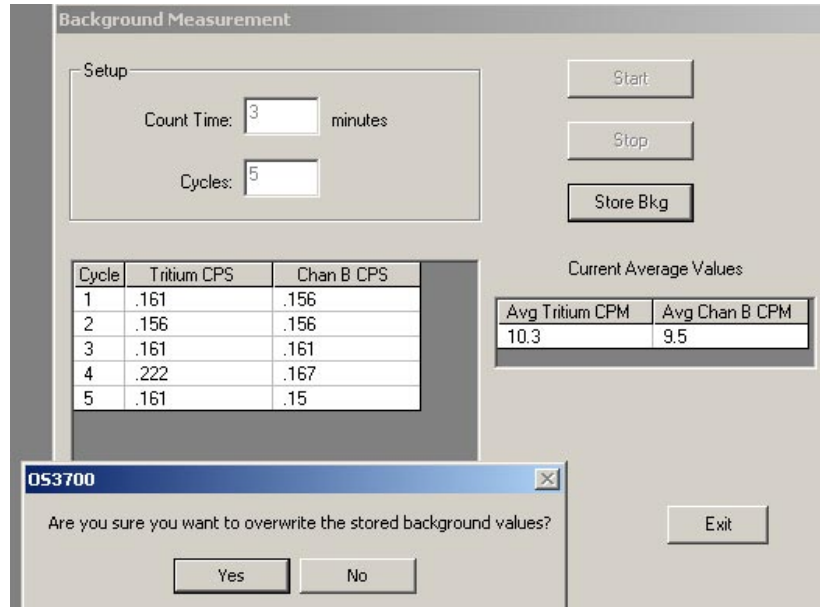 Background Measurement
Setup
Count Time: 3 minutes
Cycles: 5
Start
Stop
Store Bkg
Cycle Tritium CPS Chan B CPS
1 .161 .156
2 .156 .156
3 .161 .161
4 .222 .167
5 .161 .15
Current Average Values
Avg Tritium CPM Avg Chan B CPM
10.3 9.5
OS3700
Are you sure you want to overwrite the stored background values?
Yes No
Exit